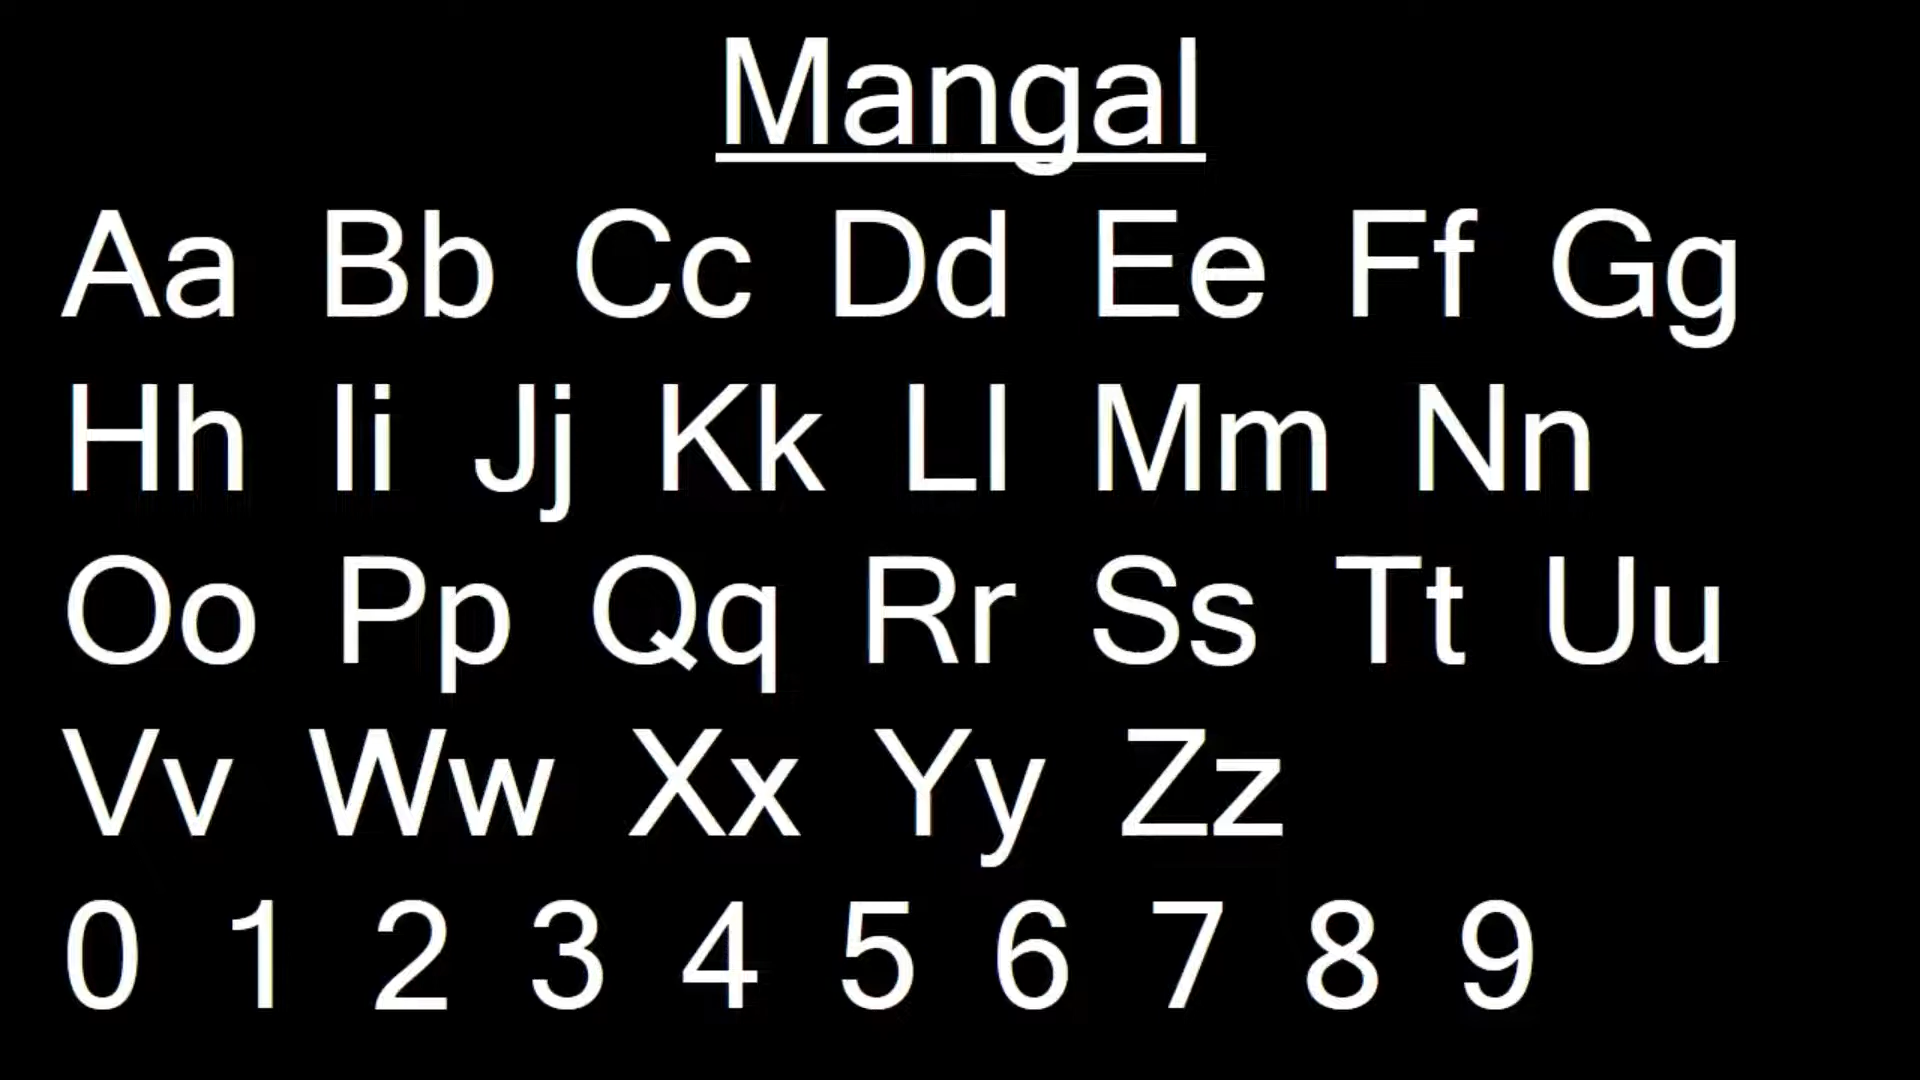 Mangal
Aa Bb Cc Dd Ee Ff Gg
Hh Ii Jj Kk Ll Mm Nn
Oo Pp Qq Rr Ss Tt Uu
Vv Ww Xx Yy Zz
0 1 2 3 4 5 6 7 8 9